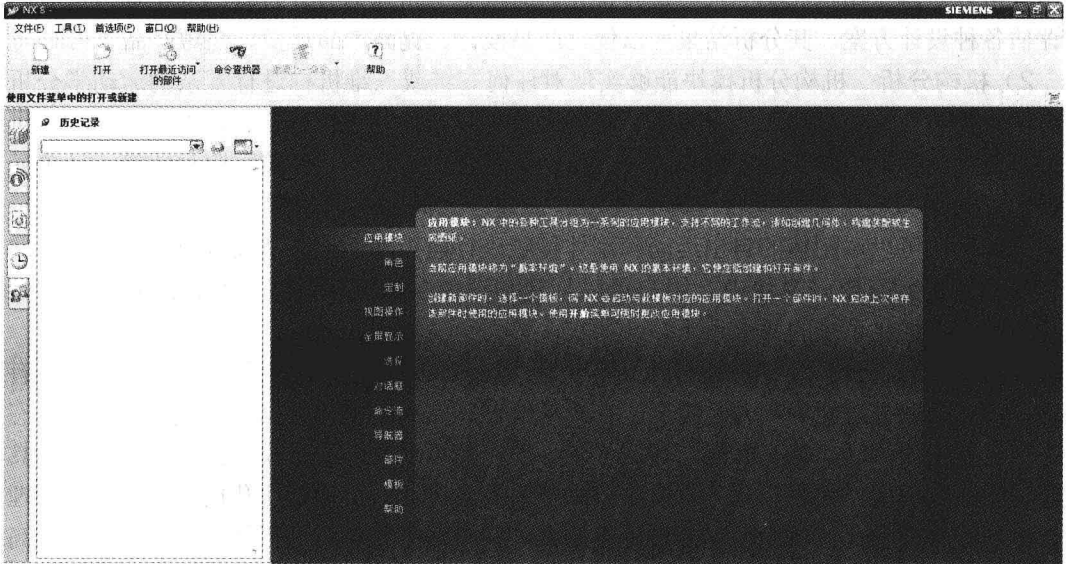 NX 8 -
SIEMENS
文件(F) 工具(T) 首选项(P) 窗口(O) 帮助(H)
新建
打开
打开最近访问的部件
命令查找器
帮助
使用文件菜单中的打开或新建
历史记录
应用模块
角色
定制
视图操作
全屏显示
选择
对话框
命令流
导航器
部件
模板
帮助
应用模块: NX 中的各种工具分组为一系列的应用模块,支持不同的工作流,诸如创建几何体、构建装配或生
成图纸。
当前应用模块称为“基本环境”。这是使用 NX 的基本环境,它使您能创建和打开部件。
创建新部件时,选择一个模板,则 NX 会启动与该模板对应的应用模块。打开一个部件时,NX 启动上次保存
该部件时使用的应用模块。使用开始菜单可随时更改应用模块。